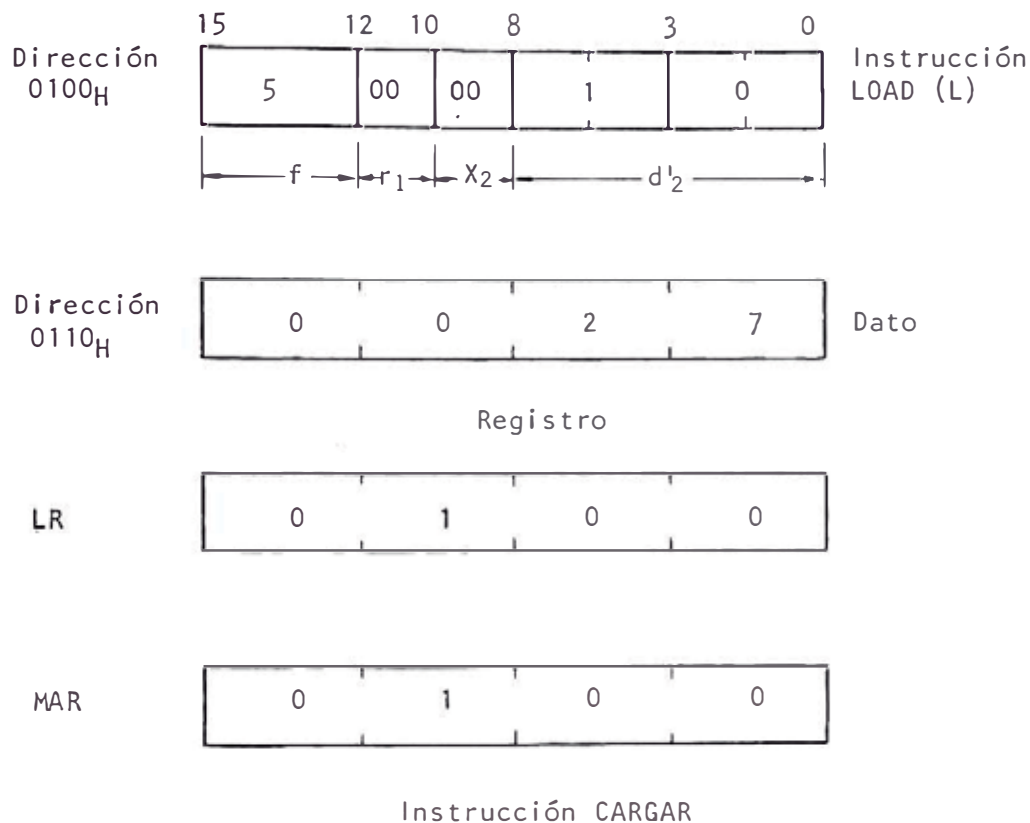 15 12 10 8 3 0
Dirección
0100H
5 00 00 1 0
Instrucción
LOAD (L)
f r1 X2 d'2
Dirección
0110H
0 0 2 7
Dato
Registro
LR 0 1 0 0
MAR 0 1 0 0
Instrucción CARGAR